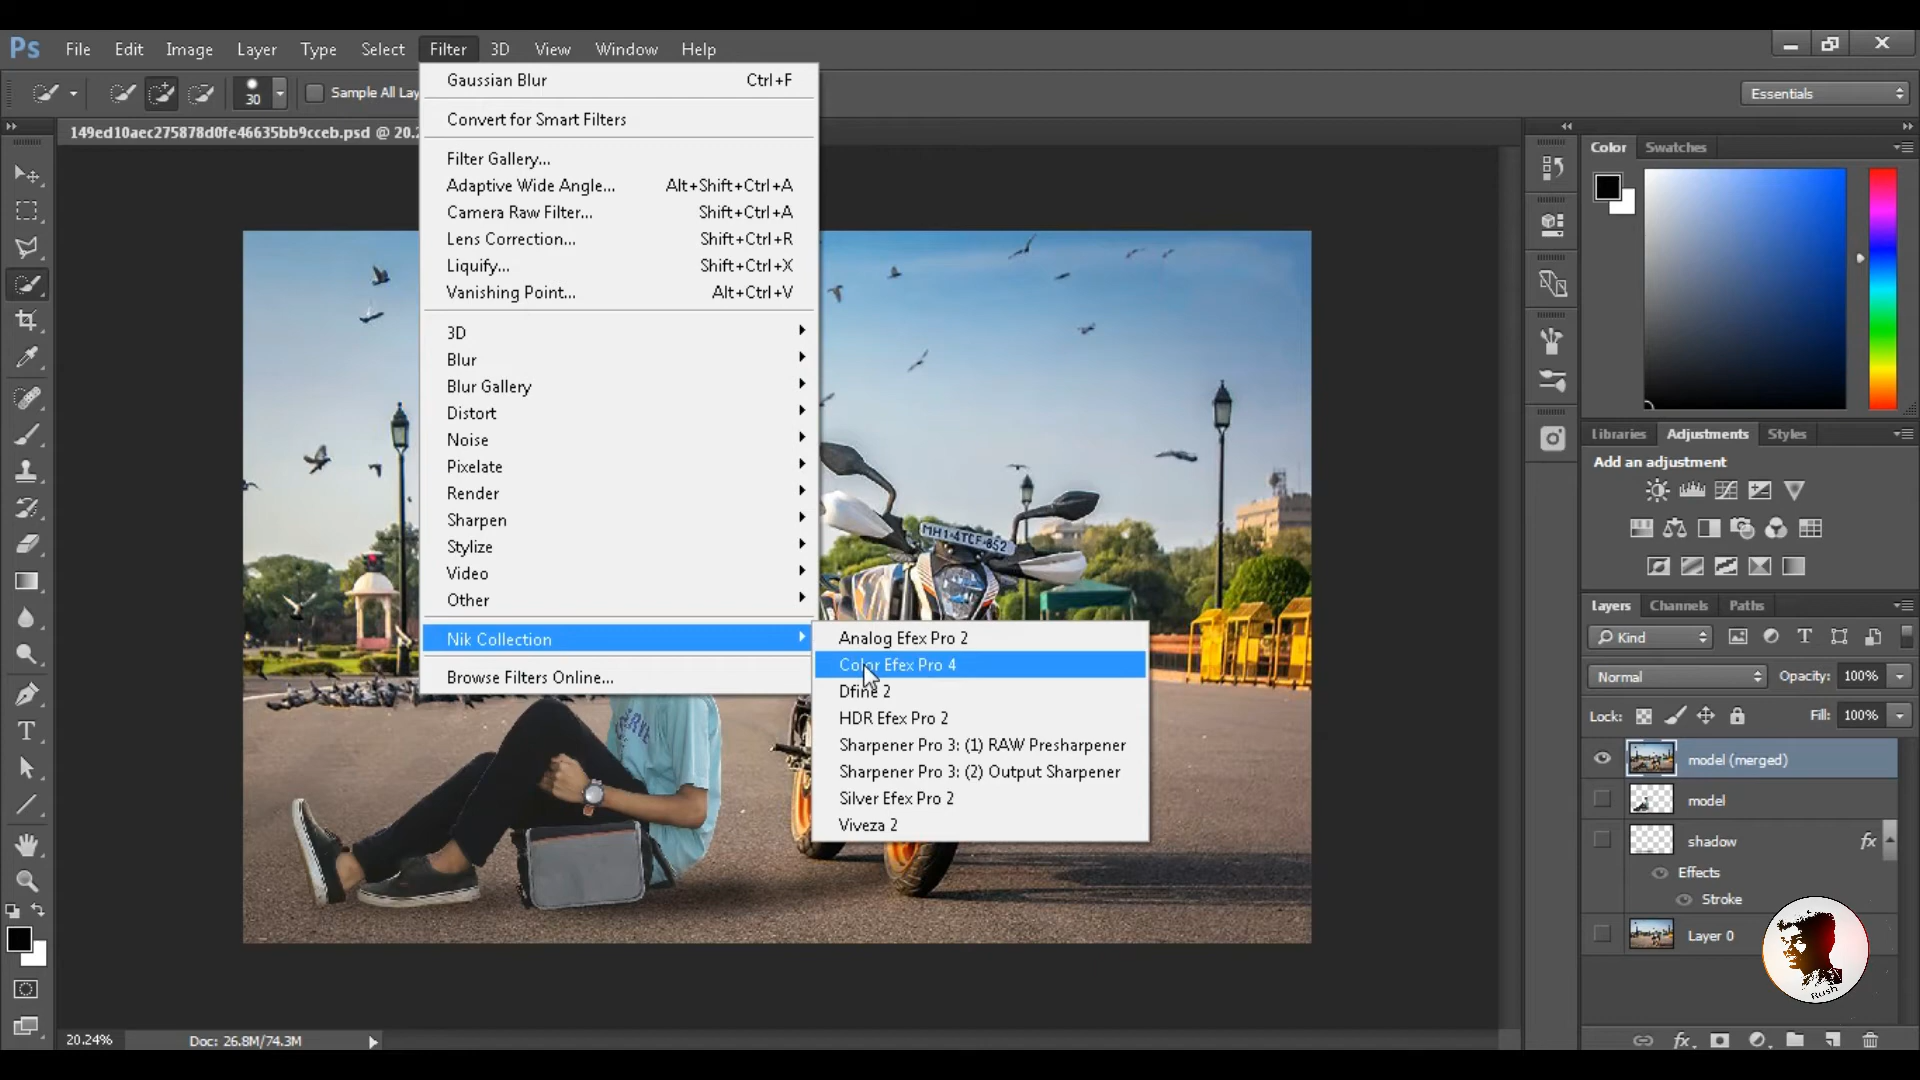 Ps File Edit Image Layer Type Select Filter 3D View Window Help
30 Sample All Lay
Essentials
149ed10aec275878d0fe46635bb9cceb.psd @ 20.2
Gaussian Blur Ctrl+F
Convert for Smart Filters
Filter Gallery...
Adaptive Wide Angle... Alt+Shift+Ctrl+A
Camera Raw Filter... Shift+Ctrl+A
Lens Correction... Shift+Ctrl+R
Liquify... Shift+Ctrl+X
Vanishing Point... Alt+Ctrl+V
3D
Blur
Blur Gallery
Distort
Noise
Pixelate
Render
Sharpen
Stylize
Video
Other
Nik Collection
Browse Filters Online...
Analog Efex Pro 2
Color Efex Pro 4
Dfine 2
HDR Efex Pro 2
Sharpener Pro 3: (1) RAW Presharpener
Sharpener Pro 3: (2) Output Sharpener
Silver Efex Pro 2
Viveza 2
MH14TCF-852
Color Swatches
Libraries Adjustments Styles
Add an adjustment
Layers Channels Paths
Kind
Normal Opacity: 100%
Lock: Fill: 100%
model (merged)
model
shadow fx
Effects
Stroke
Layer 0
Rush
20.24% Doc: 26.8M/74.3M
fx